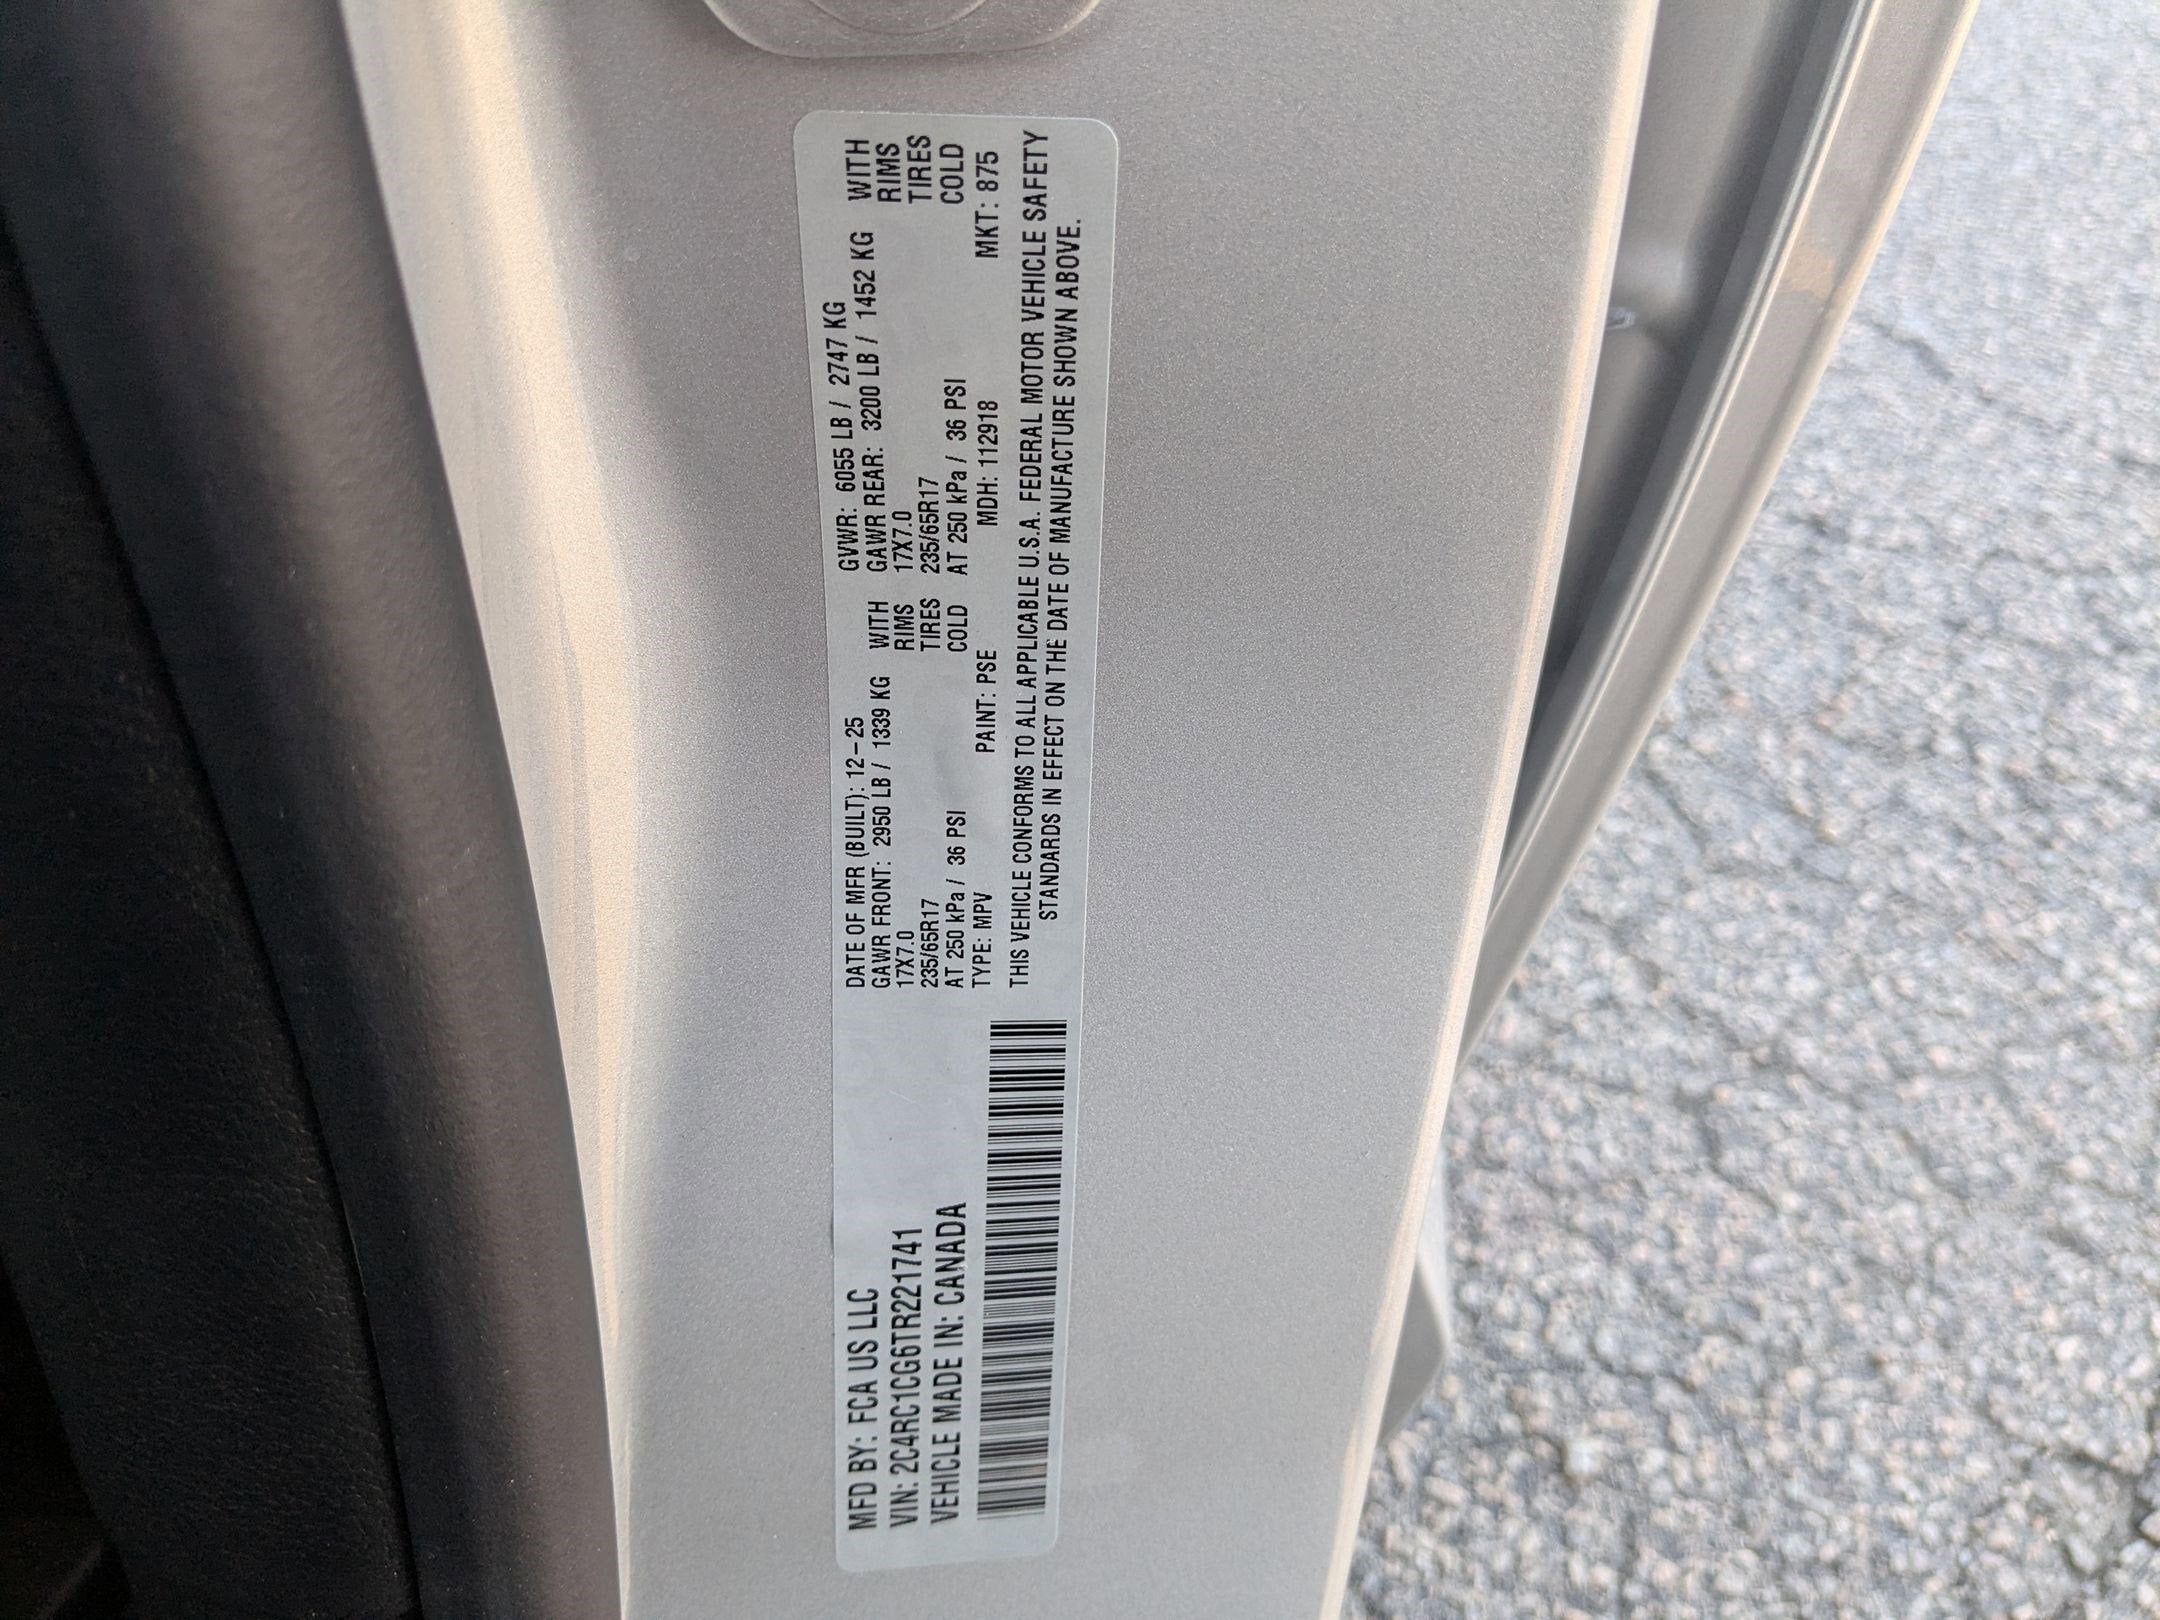 MFD BY: FCA US LLC
VIN: 2C4RC1CG6TR221741
VEHICLE MADE IN: CANADA
DATE OF MFR (BUILT): 12-25 GVWR: 6055 LB / 2747 KG
GAWR FRONT: 2950 LB / 1339 KG WITH GAWR REAR: 3200 LB / 1452 KG WITH
17X7.0 RIMS 17X7.0 RIMS
235/65R17 TIRES 235/65R17 TIRES
AT 250 kPa / 36 PSI COLD AT 250 kPa / 36 PSI COLD
TYPE: MPV PAINT: PSE MDH: 112918 MKT: 875
THIS VEHICLE CONFORMS TO ALL APPLICABLE U.S.A. FEDERAL MOTOR VEHICLE SAFETY
STANDARDS IN EFFECT ON THE DATE OF MANUFACTURE SHOWN ABOVE.